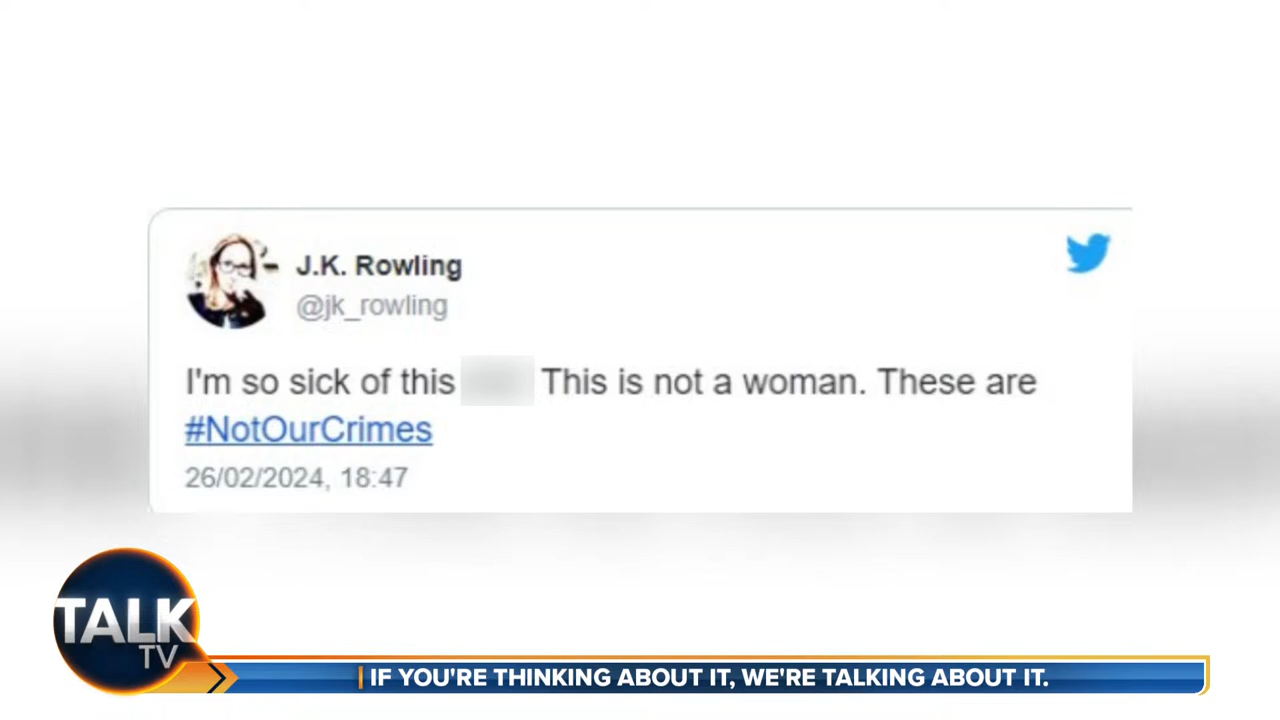 J.K. Rowling
@jk_rowling
I'm so sick of this This is not a woman. These are
#NotOurCrimes
26/02/2024, 18:47
TALK
TV
IF YOU'RE THINKING ABOUT IT, WE'RE TALKING ABOUT IT.